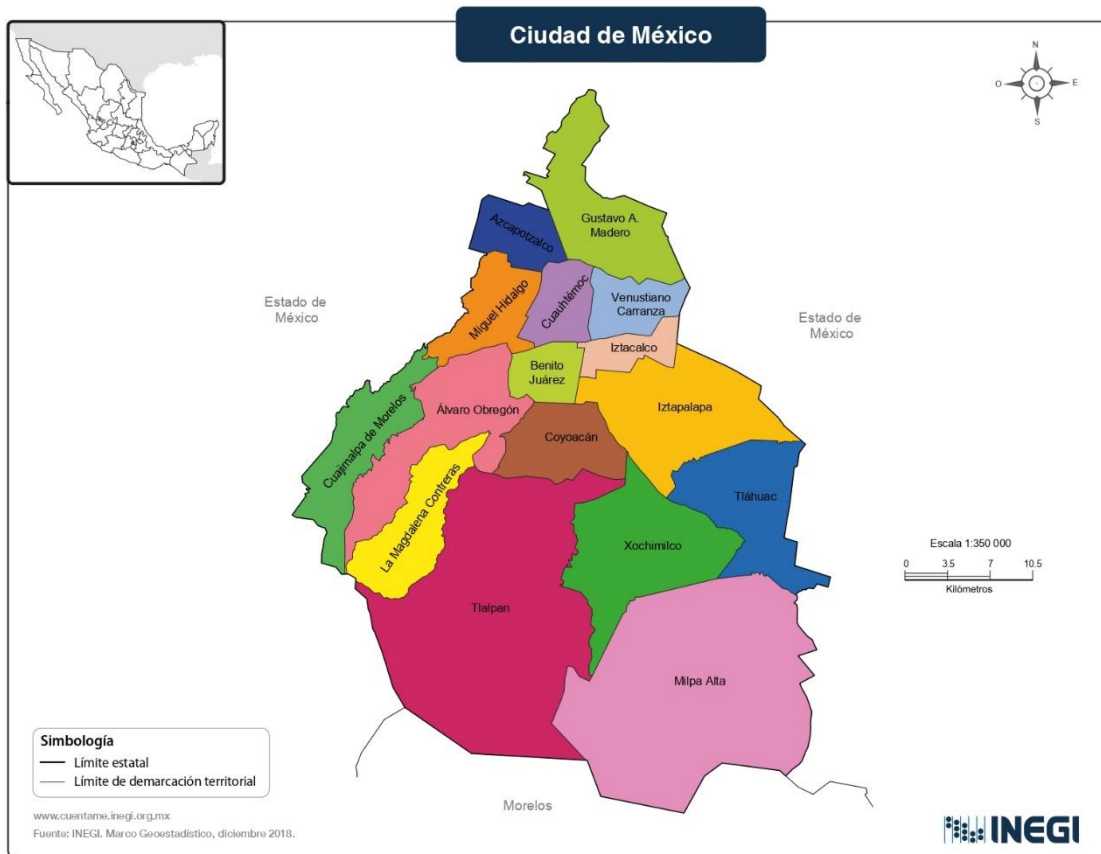 Ciudad de México
N
O
E
S
Gustavo A.
Madero
Azcapotzalco
Miguel Hidalgo
Cuauhtémoc
Venustiano
Carranza
Estado de
México
Estado de
México
Iztacalco
Benito
Juárez
Cuajimalpa de Morelos
Álvaro Obregón
Iztapalapa
Coyoacán
La Magdalena Contreras
Tláhuac
Xochimilco
Tlalpan
Milpa Alta
Escala 1:350 000
0 3.5 7 10.5
Kilómetros
Simbología
Límite estatal
Límite de demarcación territorial
Morelos
www.cuentame.inegi.org.mx
Fuente: INEGI. Marco Geoestadístico, diciembre 2018.
INEGI